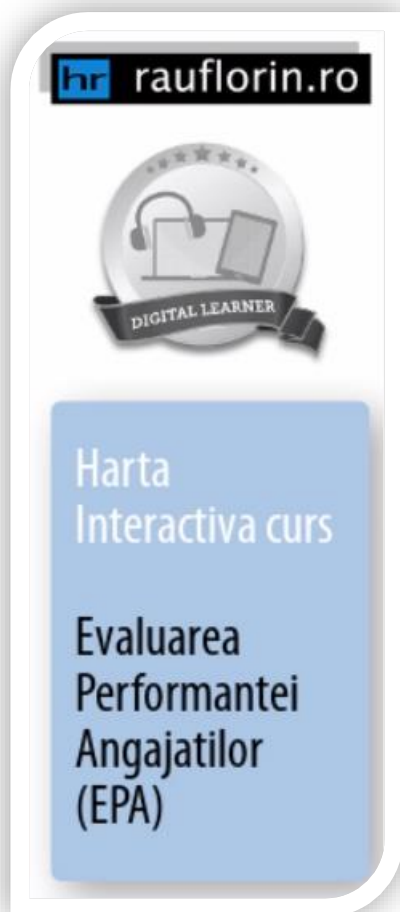 hr rauflorin.ro
DIGITAL LEARNER
Harta
Interactiva curs
Evaluarea
Performantei
Angajatilor
(EPA)